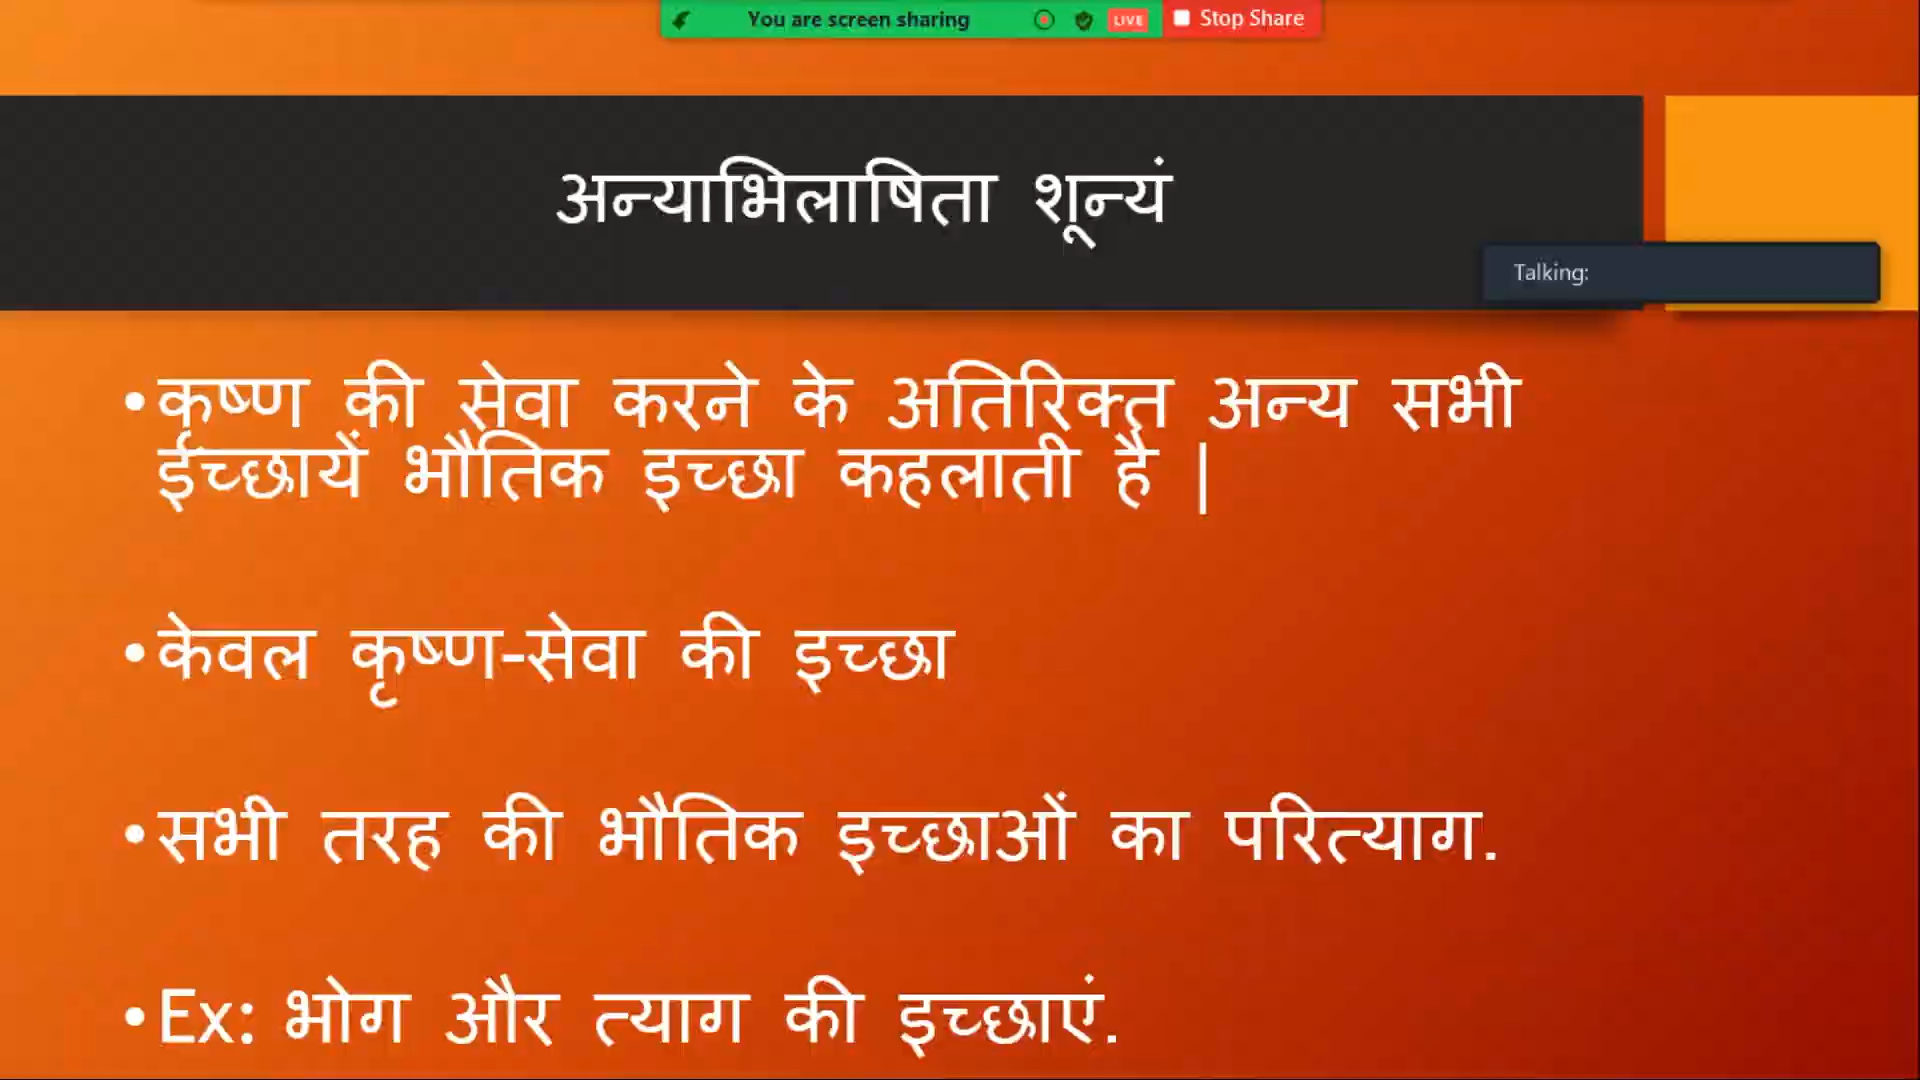 You are screen sharing LIVE Stop Share
अन्याभिलाषिता शून्यं
Talking:
•कृष्ण की सेवा करने के अतिरिक्त अन्य सभी
ईच्छायें भौतिक इच्छा कहलाती है |
•केवल कृष्ण-सेवा की इच्छा
•सभी तरह की भौतिक इच्छाओं का परित्याग.
•Ex: भोग और त्याग की इच्छाएं.